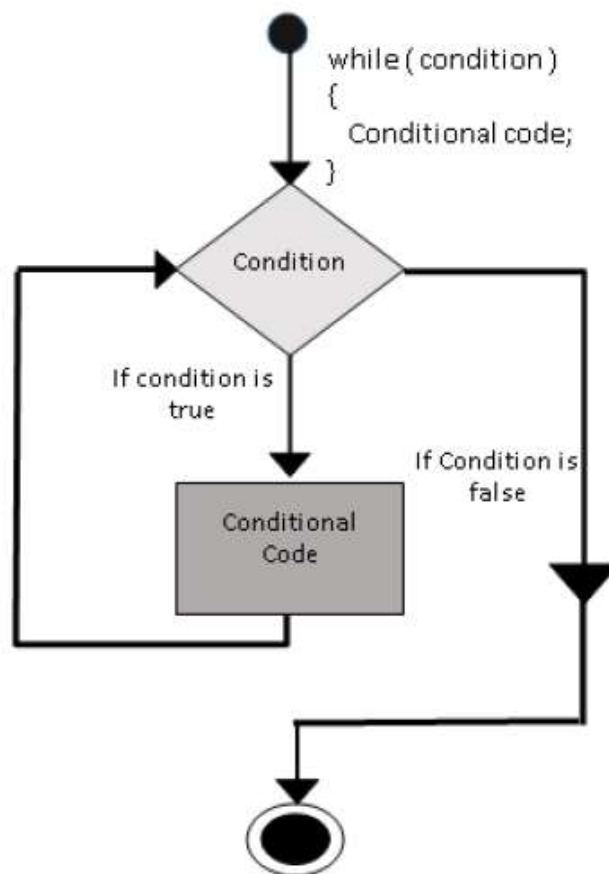 while ( condition )
{
Conditional code;
}
Condition
If condition is
true
If Condition is
false
Conditional
Code